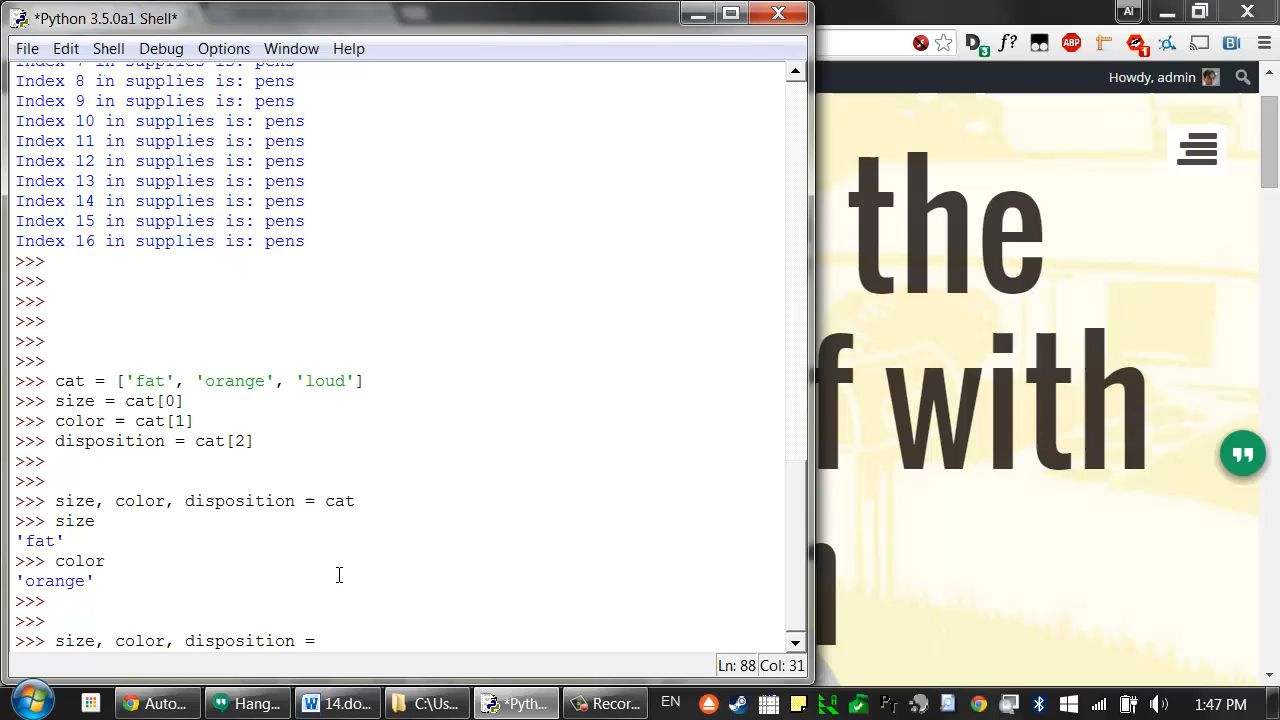 *Python 3.5.0a1 Shell*
File Edit Shell Debug Options Window Help
Index 7 in supplies is: pens
Index 8 in supplies is: pens
Index 9 in supplies is: pens
Index 10 in supplies is: pens
Index 11 in supplies is: pens
Index 12 in supplies is: pens
Index 13 in supplies is: pens
Index 14 in supplies is: pens
Index 15 in supplies is: pens
Index 16 in supplies is: pens
>>>
>>>
>>>
>>>
>>>
>>>
>>> cat = ['fat', 'orange', 'loud']
>>> size = cat[0]
>>> color = cat[1]
>>> disposition = cat[2]
>>>
>>>
>>> size, color, disposition = cat
>>> size
'fat'
>>> color
'orange'
>>>
>>>
>>> size, color, disposition =
Ln: 88 Col: 31
Al
D 3 f? ABP 1 B
Howdy, admin
the
f with
Auto...
Hang...
14.do...
C:\Us...
*Pyth...
Recor...
EN
1:47 PM